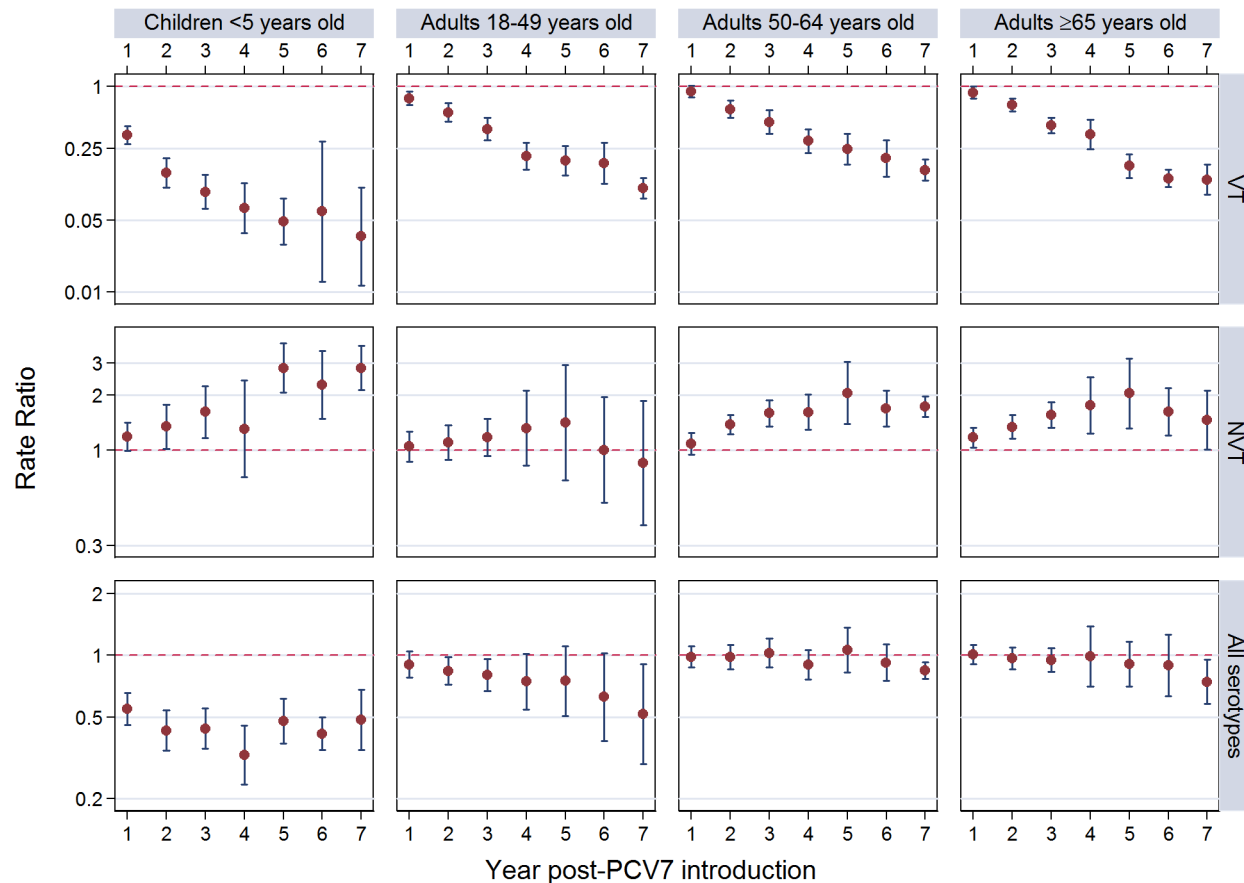 Children <5 years old Adults 18-49 years old Adults 50-64 years old Adults ≥65 years old
1 2 3 4 5 6 7 1 2 3 4 5 6 7 1 2 3 4 5 6 7 1 2 3 4 5 6 7
1
0.25
0.05
0.01
VT
3
2
1
0.3
NVT
2
1
0.5
0.2
All serotypes
Rate Ratio
1 2 3 4 5 6 7 1 2 3 4 5 6 7 1 2 3 4 5 6 7 1 2 3 4 5 6 7
Year post-PCV7 introduction